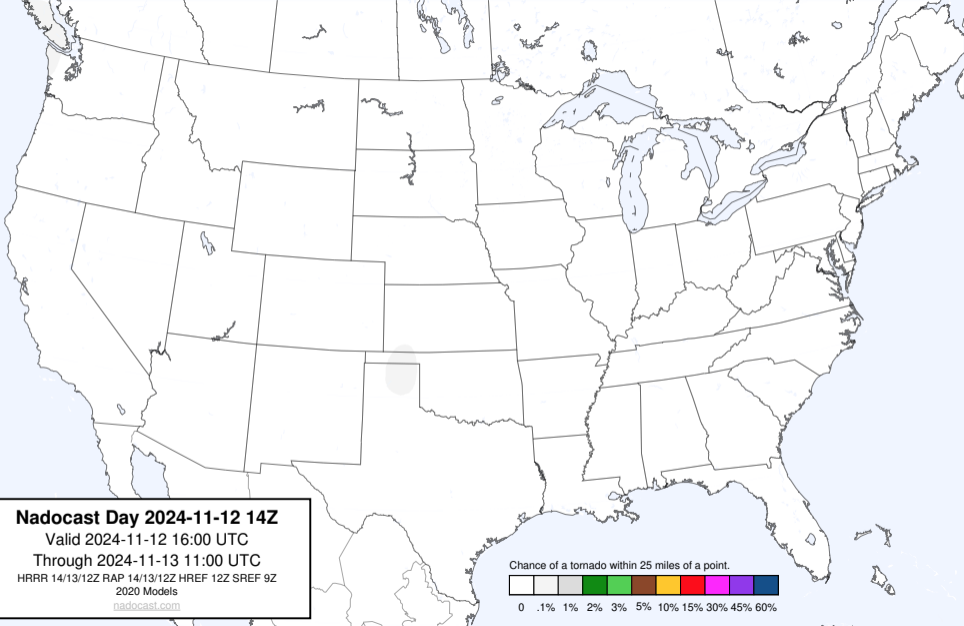 Nadocast Day 2024-11-12 14Z
Valid 2024-11-12 16:00 UTC
Through 2024-11-13 11:00 UTC
HRRR 14/13/12Z RAP 14/13/12Z HREF 12Z SREF 9Z
2020 Models
nadocast.com
Chance of a tornado within 25 miles of a point.
0 .1% 1% 2% 3% 5% 10% 15% 30% 45% 60%